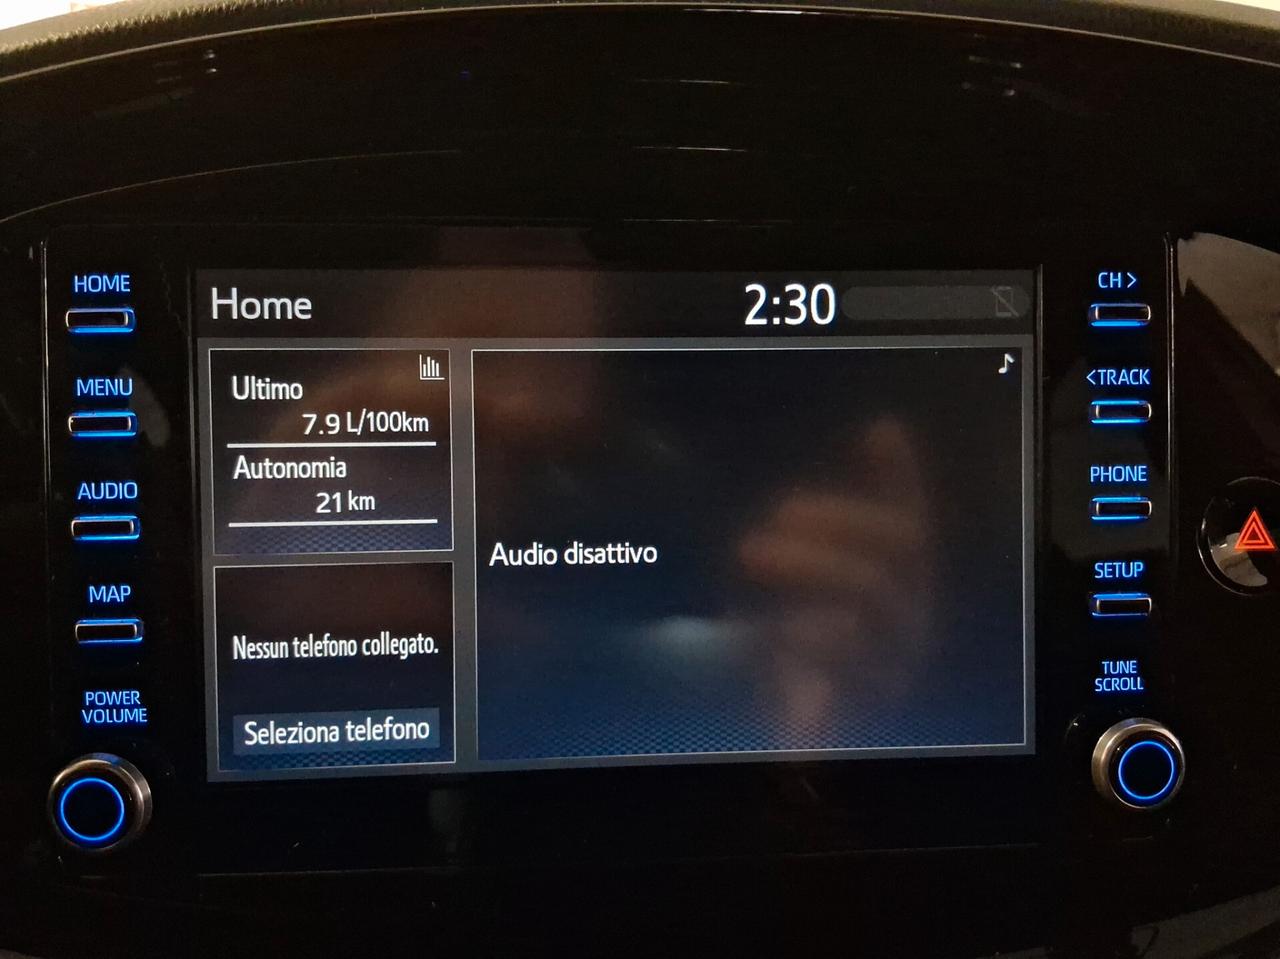 HOME
MENU
AUDIO
MAP
POWER
VOLUME
Home
2:30
Ultimo
7.9 L/100km
Autonomia
21 km
Nessun telefono collegato.
Seleziona telefono
Audio disattivo
CH >
<TRACK
PHONE
SETUP
TUNE
SCROLL